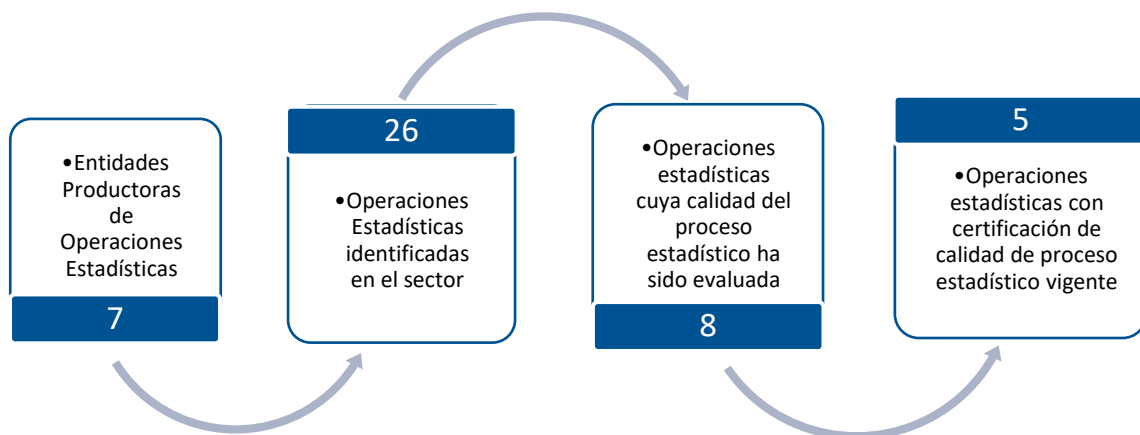 •Entidades
Productoras
de
Operaciones
Estadísticas
7
26
•Operaciones
Estadísticas
identificadas
en el sector
•Operaciones
estadísticas
cuya calidad del
proceso
estadístico ha
sido evaluada
8
5
•Operaciones
estadísticas con
certificación de
calidad de proceso
estadístico vigente